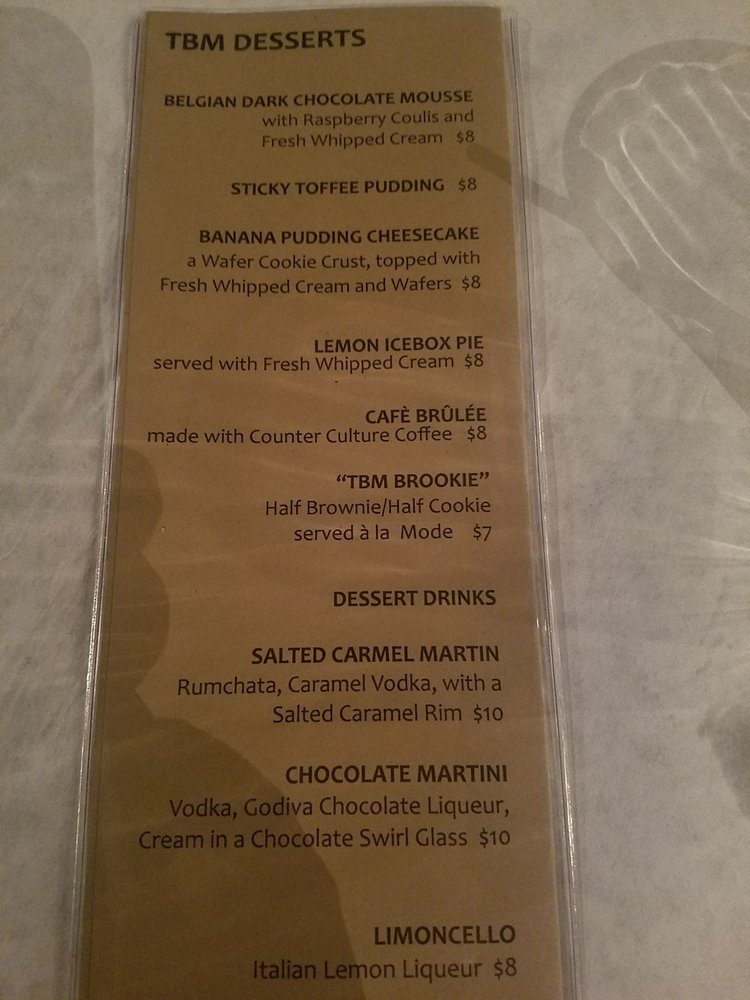 TBM DESSERTS
BELGIAN DARK CHOCOLATE MOUSSE
with Raspberry Coulis and
Fresh Whipped Cream $8
STICKY TOFFEE PUDDING $8
BANANA PUDDING CHEESECAKE
a Wafer Cookie Crust, topped with
Fresh Whipped Cream and Wafers $8
LEMON ICEBOX PIE
served with Fresh Whipped Cream $8
CAFÈ BRÛLÉE
made with Counter Culture Coffee $8
“TBM BROOKIE”
Half Brownie/Half Cookie
served à la Mode $7
DESSERT DRINKS
SALTED CARMEL MARTIN
Rumchata, Caramel Vodka, with a
Salted Caramel Rim $10
CHOCOLATE MARTINI
Vodka, Godiva Chocolate Liqueur,
Cream in a Chocolate Swirl Glass $10
LIMONCELLO
Italian Lemon Liqueur $8